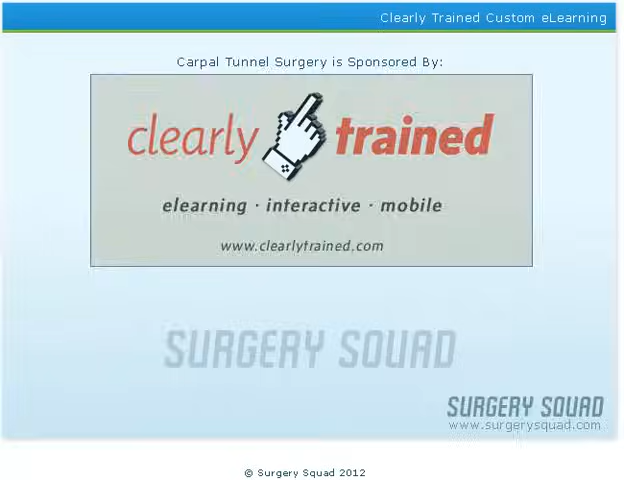 Clearly Trained Custom eLearning
Carpal Tunnel Surgery is Sponsored By:
clearly trained
elearning · interactive · mobile
www.clearlytrained.com
SURGERY SQUAD
SURGERY SQUAD
www.surgerysquad.com
© Surgery Squad 2012